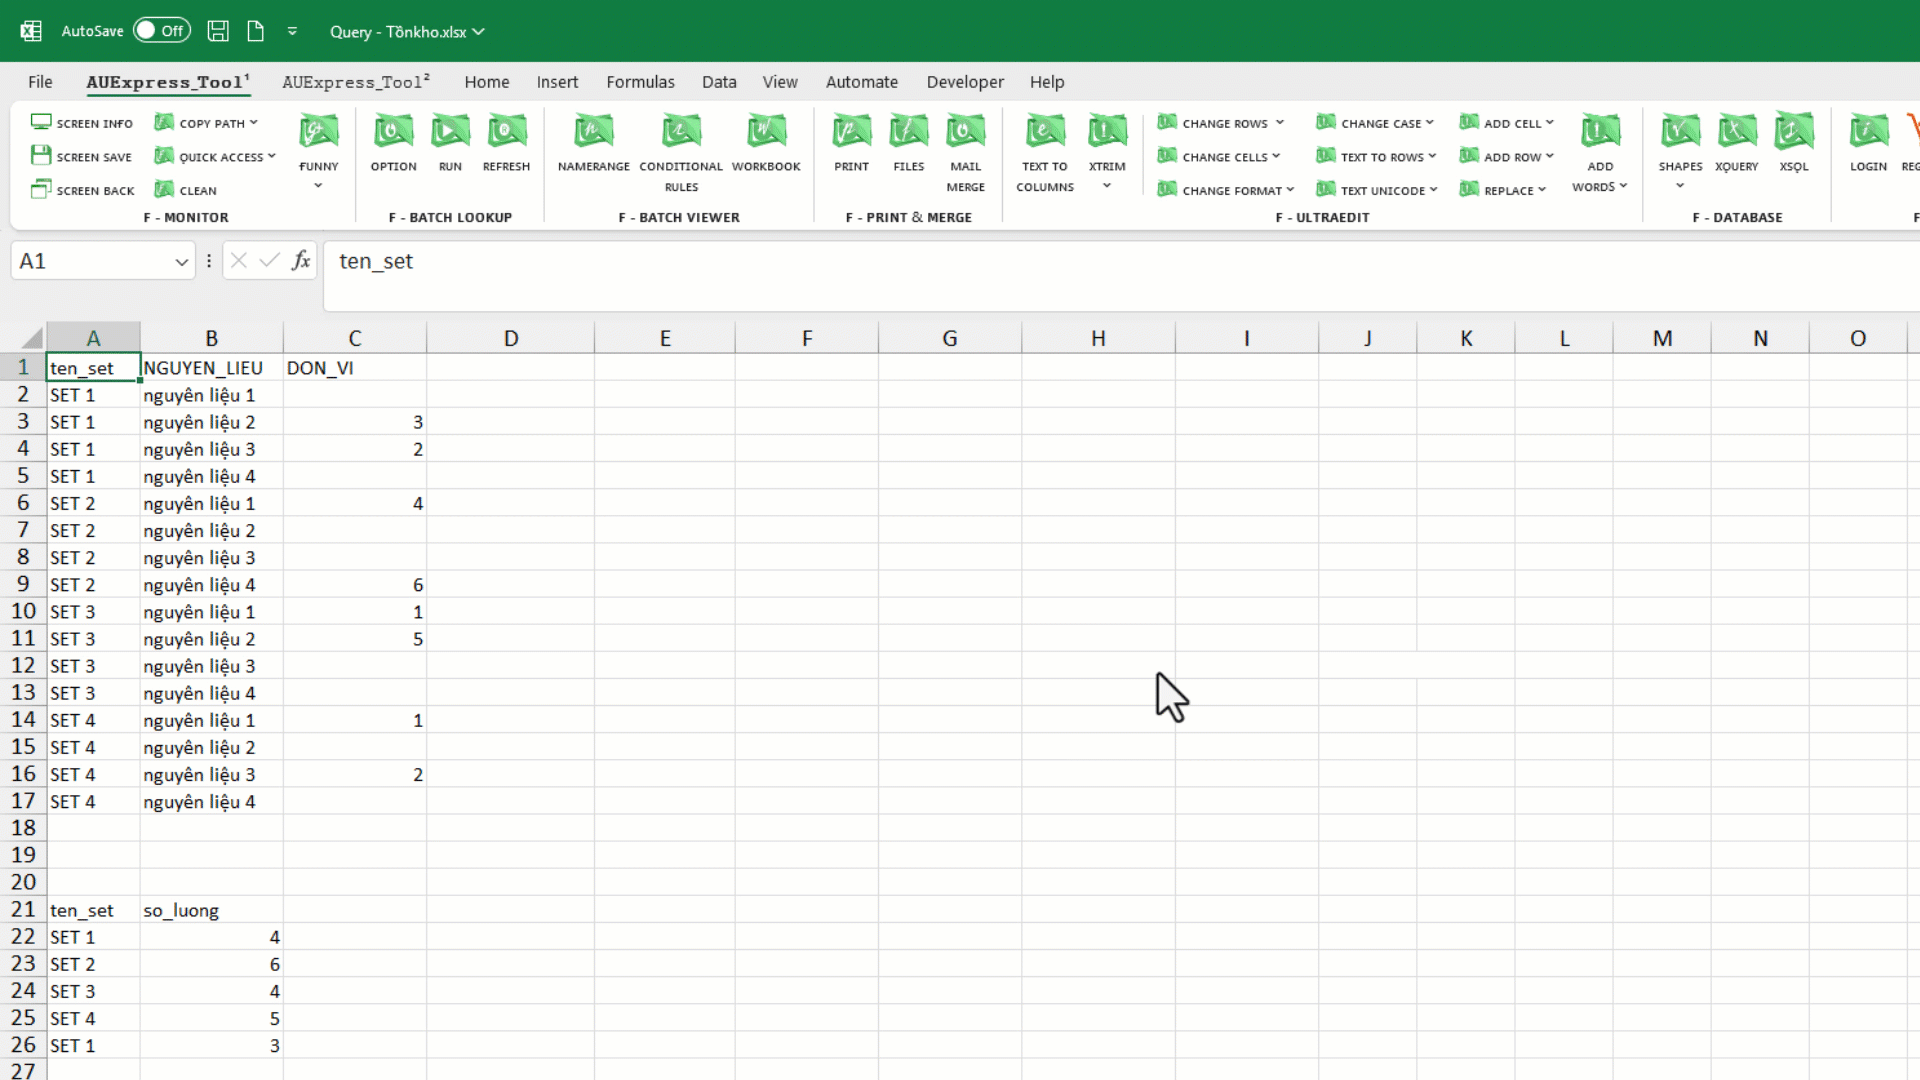 AutoSave Off Query - Tồnkho.xlsx
File AUExpress_Tool¹ AUExpress_Tool² Home Insert Formulas Data View Automate Developer Help
SCREEN INFO COPY PATH CHANGE ROWS CHANGE CASE ADD CELL
SCREEN SAVE QUICK ACCESS FUNNY OPTION RUN REFRESH NAMERANGE CONDITIONAL RULES WORKBOOK PRINT FILES MAIL MERGE TEXT TO COLUMNS XTRIM CHANGE CELLS TEXT TO ROWS ADD ROW ADD WORDS SHAPES XQUERY XSQL LOGIN
SCREEN BACK CLEAN CHANGE FORMAT TEXT UNICODE REPLACE
F - MONITOR F - BATCH LOOKUP F - BATCH VIEWER F - PRINT & MERGE F - ULTRAEDIT F - DATABASE
A1 fx ten_set
A B C D E F G H I J K L M N O
1 ten_set NGUYEN_LIEU DON_VI
2 SET 1 nguyên liệu 1
3 SET 1 nguyên liệu 2 3
4 SET 1 nguyên liệu 3 2
5 SET 1 nguyên liệu 4
6 SET 2 nguyên liệu 1 4
7 SET 2 nguyên liệu 2
8 SET 2 nguyên liệu 3
9 SET 2 nguyên liệu 4 6
10 SET 3 nguyên liệu 1 1
11 SET 3 nguyên liệu 2 5
12 SET 3 nguyên liệu 3
13 SET 3 nguyên liệu 4
14 SET 4 nguyên liệu 1 1
15 SET 4 nguyên liệu 2
16 SET 4 nguyên liệu 3 2
17 SET 4 nguyên liệu 4
18
19
20
21 ten_set so_luong
22 SET 1 4
23 SET 2 6
24 SET 3 4
25 SET 4 5
26 SET 1 3
27